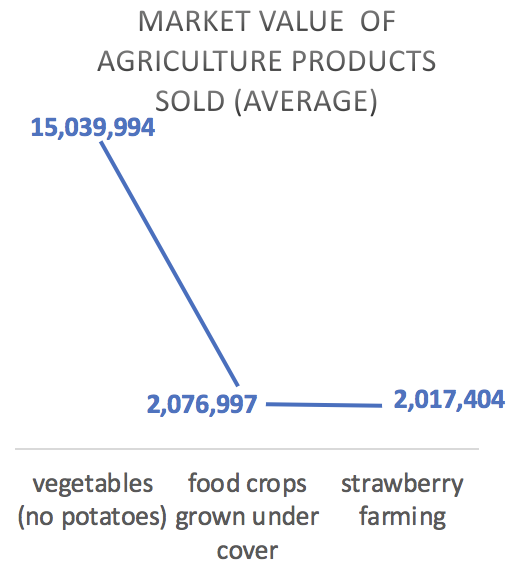 MARKET VALUE OF
AGRICULTURE PRODUCTS
SOLD (AVERAGE)
15,039,994
2,076,997
2,017,404
vegetables
(no potatoes)
food crops
grown under
cover
strawberry
farming